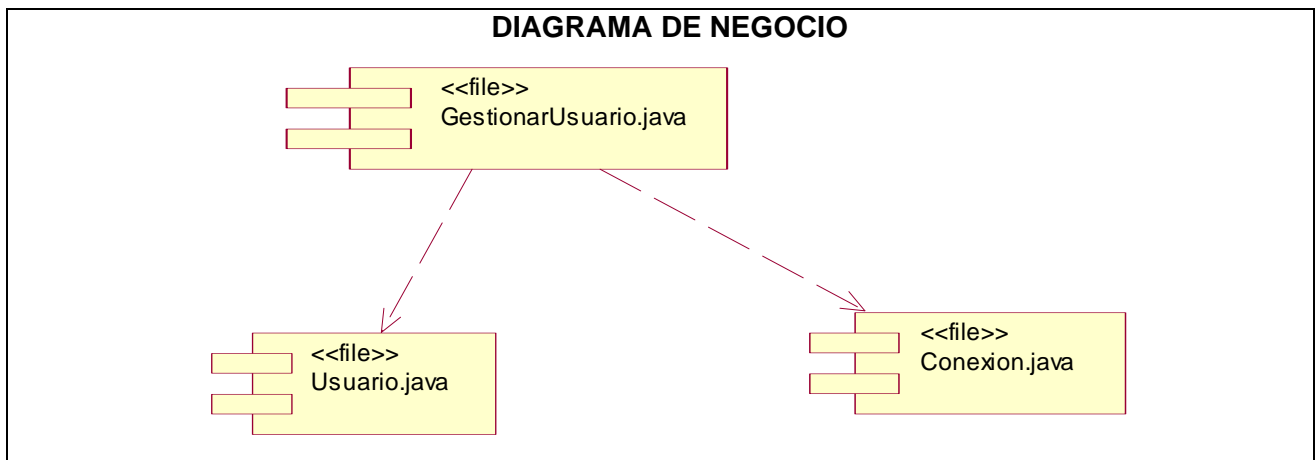 DIAGRAMA DE NEGOCIO
<<file>>
GestionarUsuario.java
<<file>>
Usuario.java
<<file>>
Conexion.java